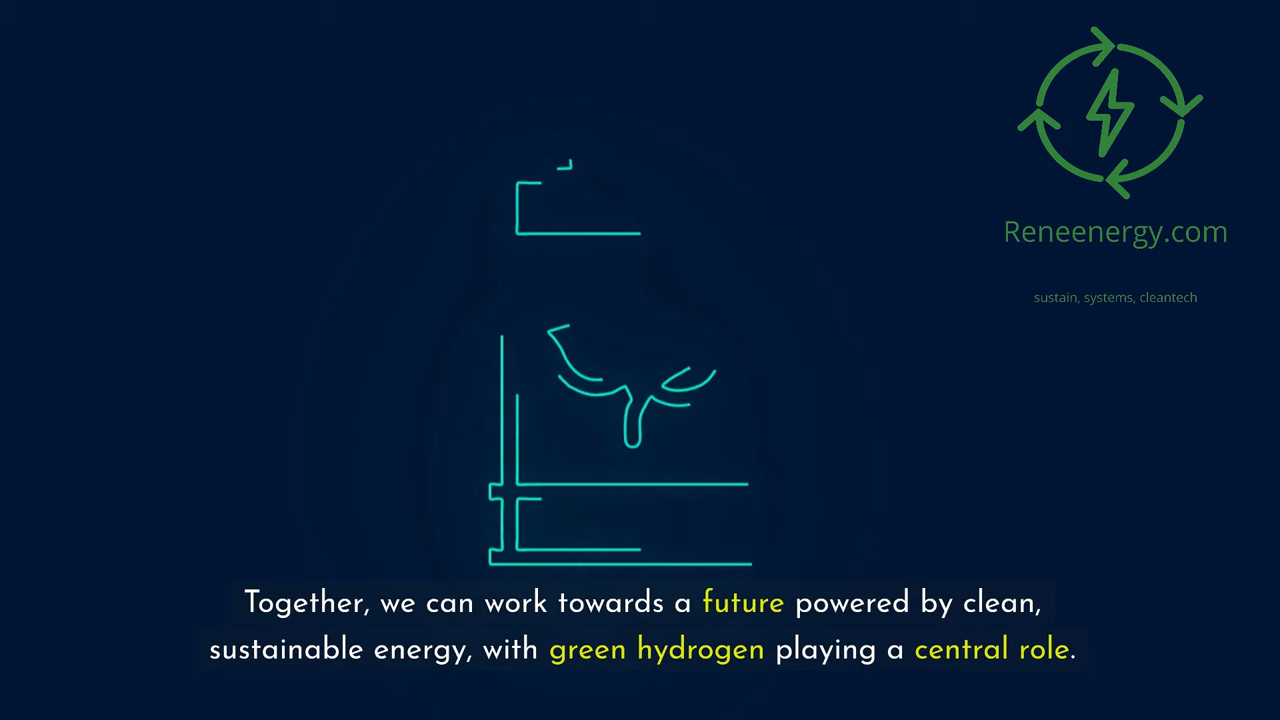 Reneenergy.com
sustain, systems, cleantech
Together, we can work towards a future powered by clean,
sustainable energy, with green hydrogen playing a central role.